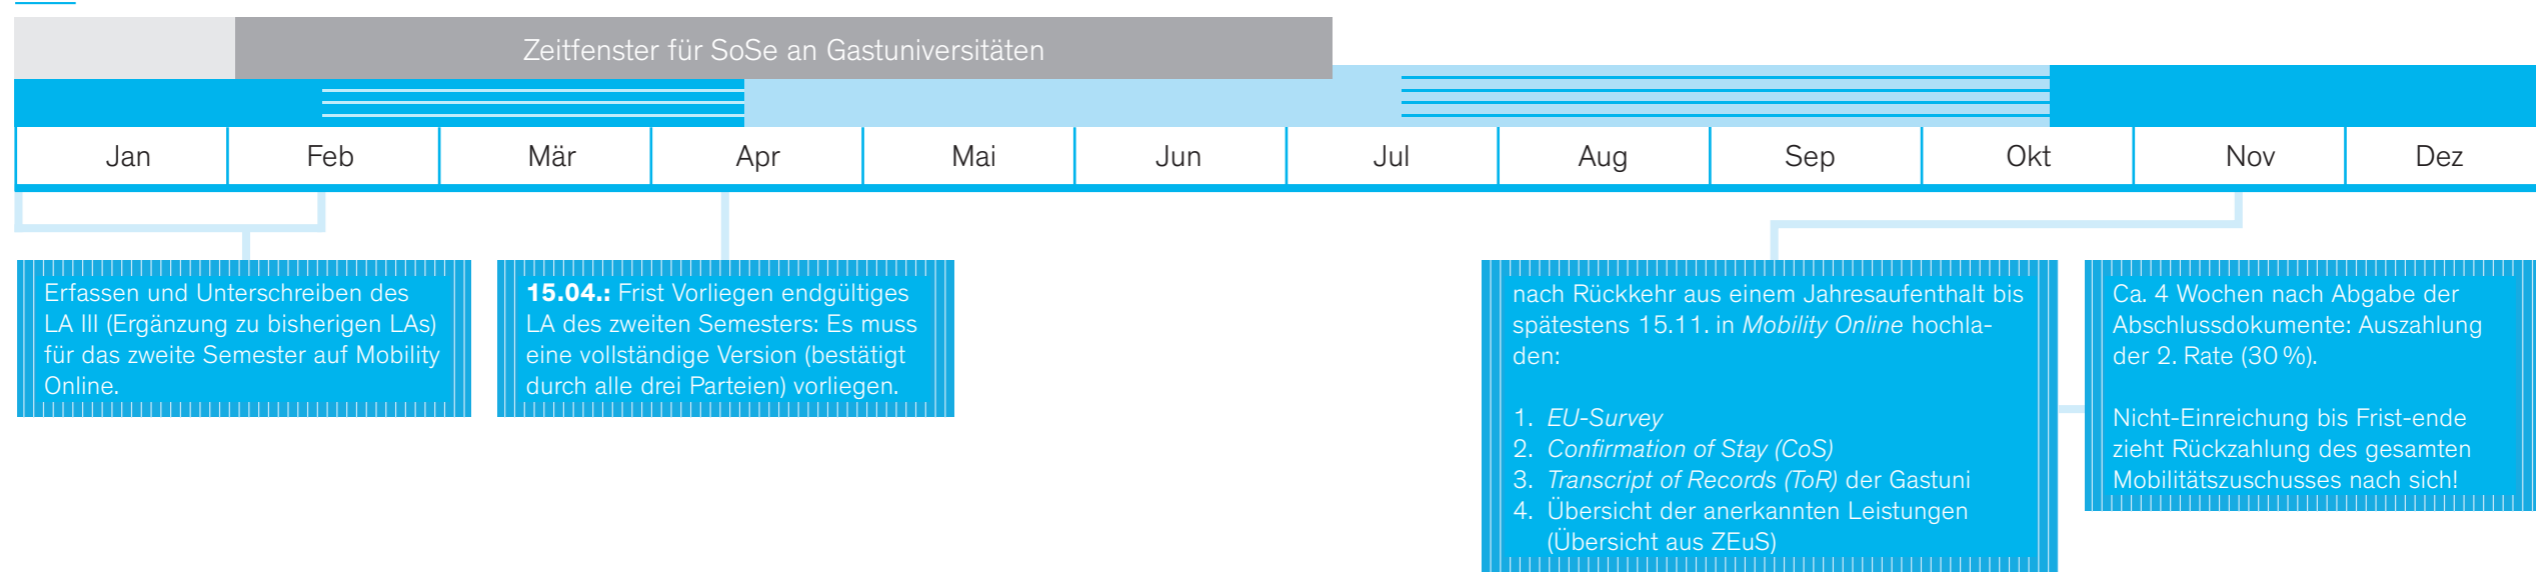 Zeitfenster für SoSe an Gastuniversitäten
Jan Feb Mär Apr Mai Jun Jul Aug Sep Okt Nov Dez
Erfassen und Unterschreiben des
LA III (Ergänzung zu bisherigen LAs)
für das zweite Semester auf Mobility
Online.
15.04.: Frist Vorliegen endgültiges
LA des zweiten Semesters: Es muss
eine vollständige Version (bestätigt
durch alle drei Parteien) vorliegen.
nach Rückkehr aus einem Jahresaufenthalt bis
spätestens 15.11. in Mobility Online hochla-
den:
1. EU-Survey
2. Confirmation of Stay (CoS)
3. Transcript of Records (ToR) der Gastuni
4. Übersicht der anerkannten Leistungen
(Übersicht aus ZEuS)
Ca. 4 Wochen nach Abgabe der
Abschlussdokumente: Auszahlung
der 2. Rate (30 %).
Nicht-Einreichung bis Frist-ende
zieht Rückzahlung des gesamten
Mobilitätszuschusses nach sich!